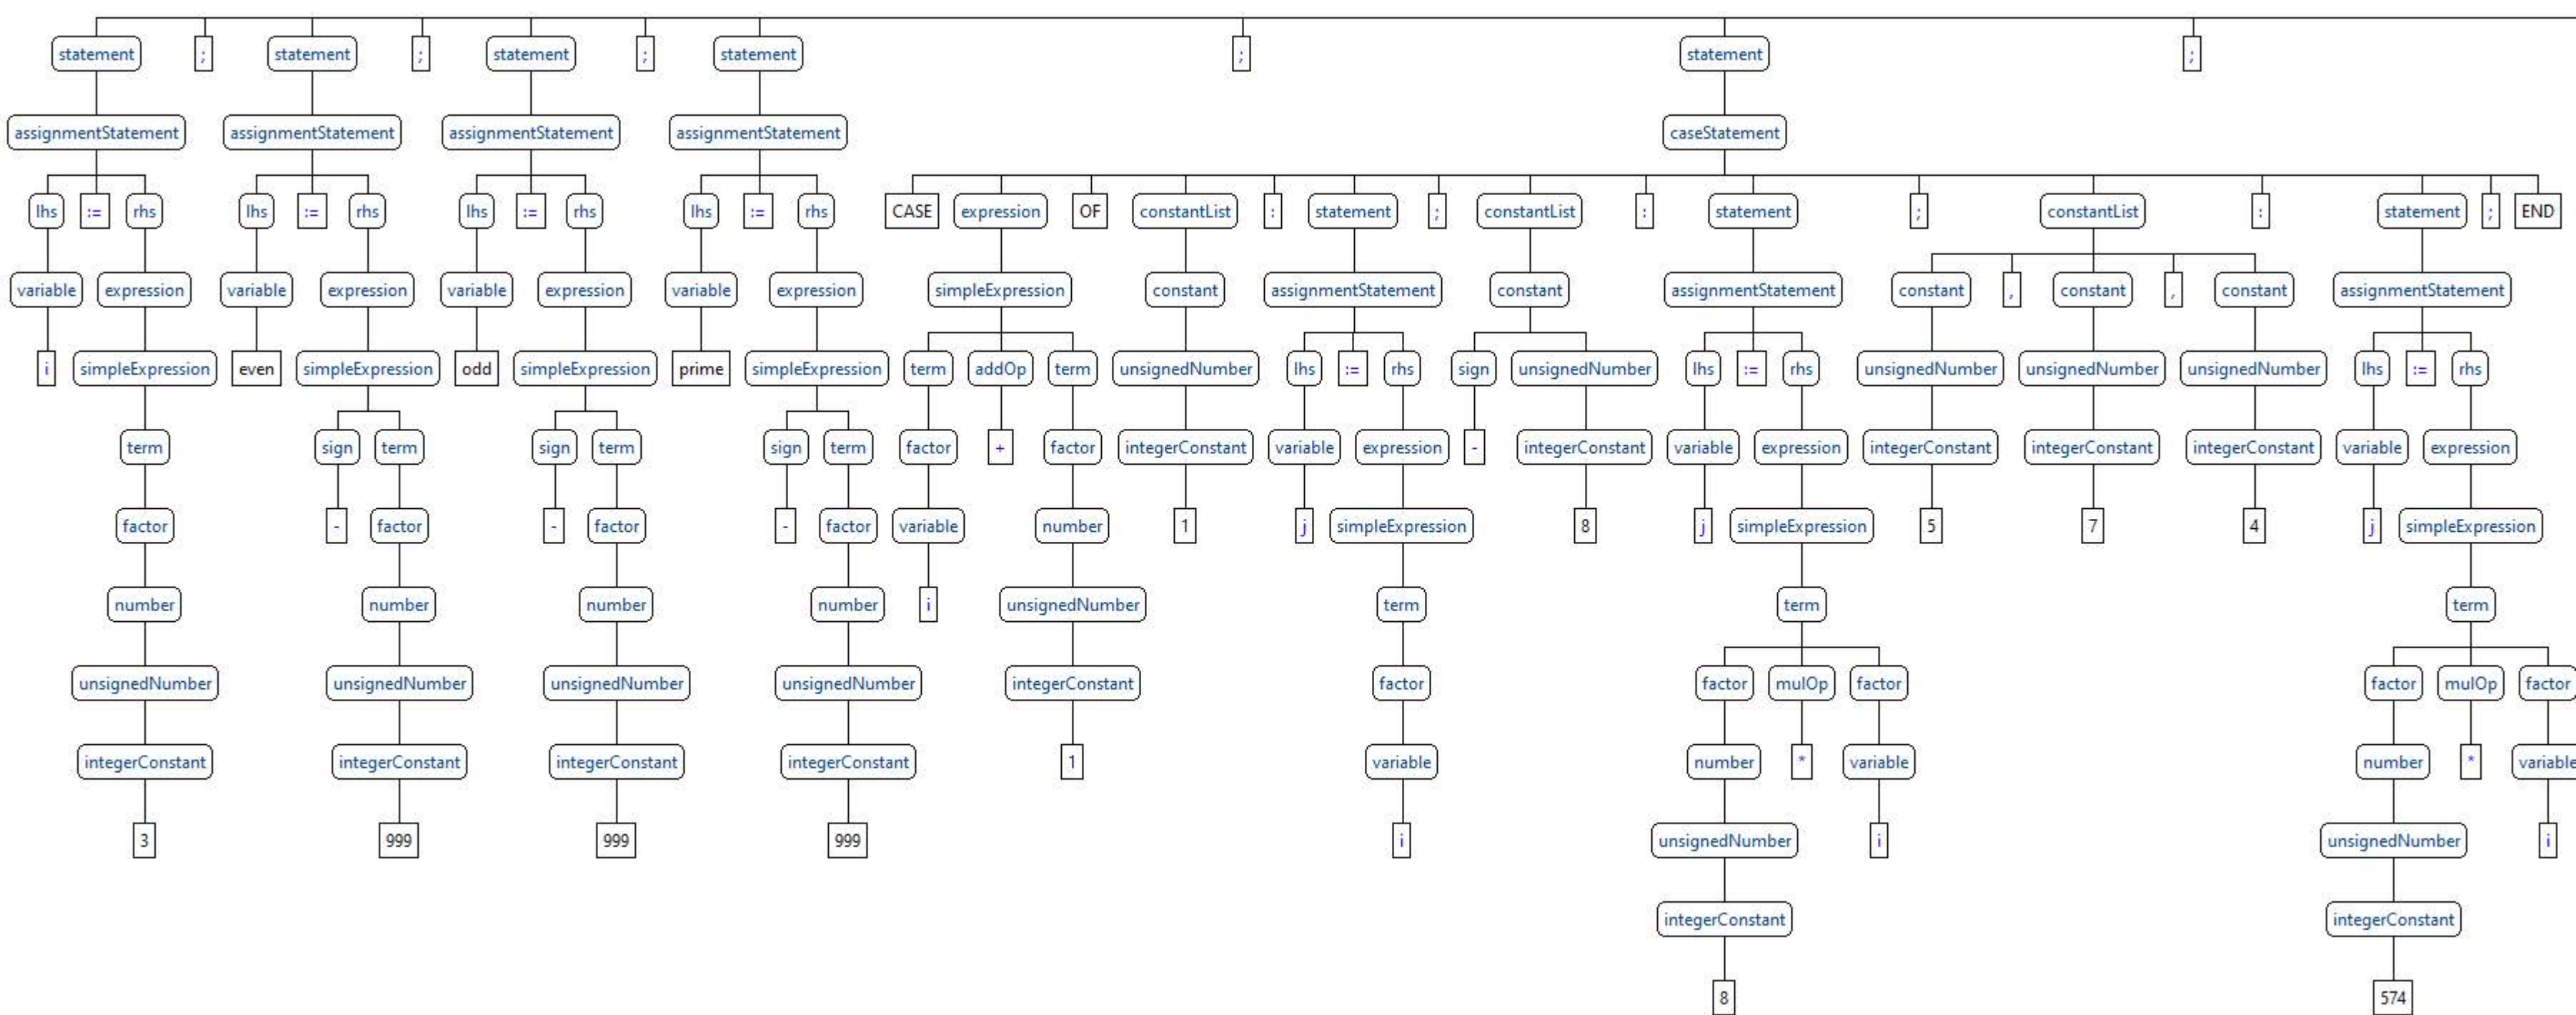 statement ; statement ; statement ; statement ; statement ;
assignmentStatement assignmentStatement assignmentStatement assignmentStatement caseStatement
lhs := rhs lhs := rhs lhs := rhs lhs := rhs CASE expression OF constantList : statement ; constantList : statement ; constantList : statement ; END
variable expression variable expression variable expression variable expression simpleExpression constant assignmentStatement constant assignmentStatement constant , constant , constant assignmentStatement
i simpleExpression even simpleExpression odd simpleExpression prime simpleExpression term addOp term unsignedNumber lhs := rhs sign unsignedNumber lhs := rhs unsignedNumber unsignedNumber unsignedNumber lhs := rhs
term sign term sign term sign term factor + factor integerConstant variable expression - integerConstant variable expression integerConstant integerConstant integerConstant variable expression
factor - factor - factor - factor variable number 1 j simpleExpression 8 j simpleExpression 5 7 4 j simpleExpression
number number number number i unsignedNumber term term term
unsignedNumber unsignedNumber unsignedNumber unsignedNumber integerConstant factor factor mulOp factor factor mulOp factor
integerConstant integerConstant integerConstant integerConstant 1 variable number * variable number * variable
3 999 999 999 i unsignedNumber i unsignedNumber i
integerConstant integerConstant
8 574